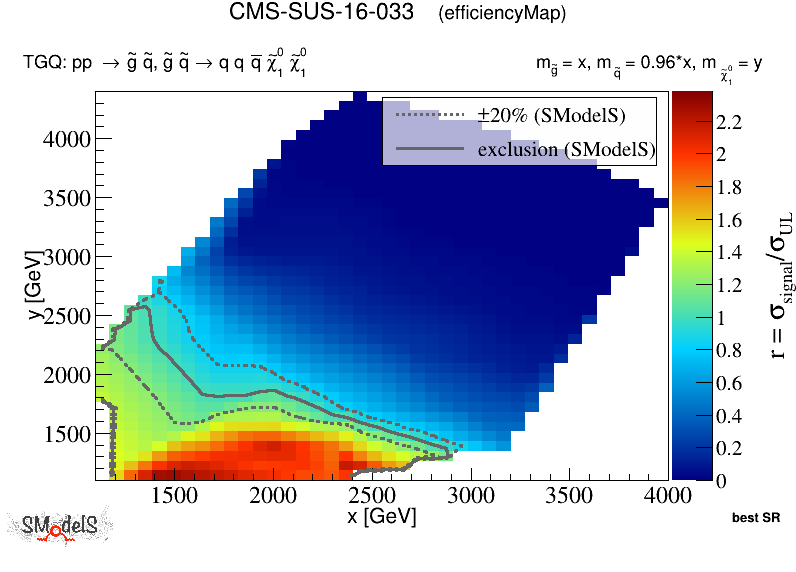 CMS-SUS-16-033 (efficiencyMap)
TGQ: pp → g̃ q̃, g̃ q̃ → q q q̅ χ̃₁⁰ χ̃₁⁰
m_g̃ = x, m_q̃ = 0.96*x, m_χ̃₁⁰ = y
±20% (SModelS)
exclusion (SModelS)
4000
3500
3000
2500
2000
1500
y [GeV]
1500 2000 2500 3000 3500 4000
x [GeV]
2.2
2
1.8
1.6
1.4
1.2
1
0.8
0.6
0.4
0.2
0
r = σ_signal/σ_UL
SModelS
best SR